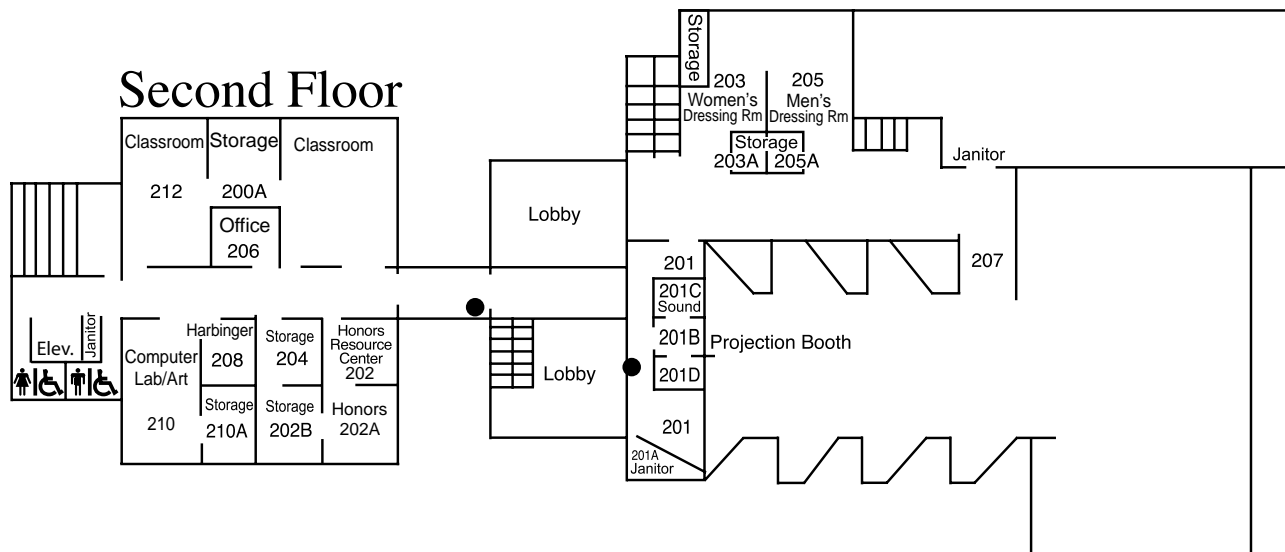 Second Floor
Classroom
Storage
Classroom
212
200A
Office
206
Elev.
Janitor
Computer
Lab/Art
210
Harbinger
208
Storage
210A
Storage
204
Storage
202B
Honors
Resource
Center
202
Honors
202A
Lobby
Lobby
Storage
203
Women's
Dressing Rm
205
Men's
Dressing Rm
Storage
203A
205A
Janitor
207
201
201C
Sound
201B
Projection Booth
201D
201
201A
Janitor